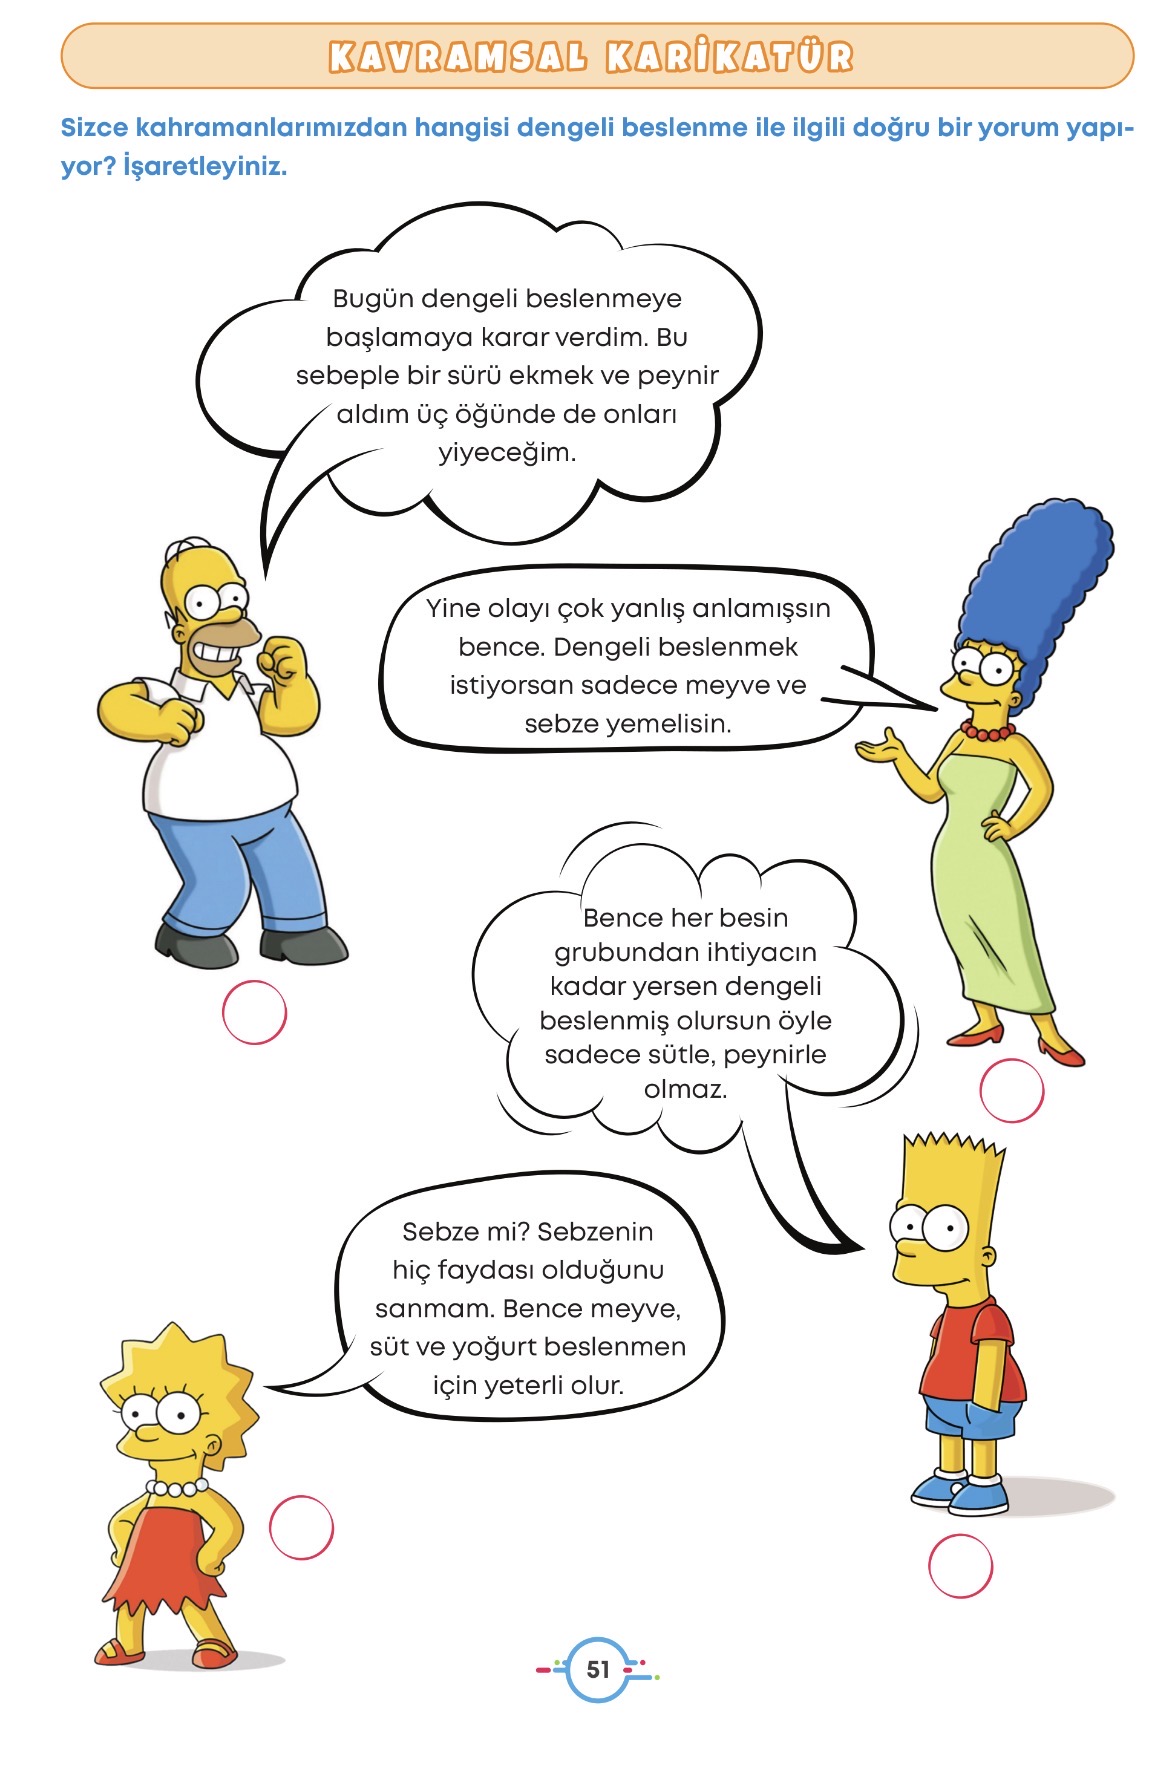 KAVRAMSAL KARİKATÜR
Sizce kahramanlarımızdan hangisi dengeli beslenme ile ilgili doğru bir yorum yapı-
yor? İşaretleyiniz.
Bugün dengeli beslenmeye
başlamaya karar verdim. Bu
sebeple bir sürü ekmek ve peynir
aldım üç öğünde de onları
yiyeceğim.
Yine olayı çok yanlış anlamışsın
bence. Dengeli beslenmek
istiyorsan sadece meyve ve
sebze yemelisin.
Bence her besin
grubundan ihtiyacın
kadar yersen dengeli
beslenmiş olursun öyle
sadece sütle, peynirle
olmaz.
Sebze mi? Sebzenin
hiç faydası olduğunu
sanmam. Bence meyve,
süt ve yoğurt beslenmen
için yeterli olur.
51